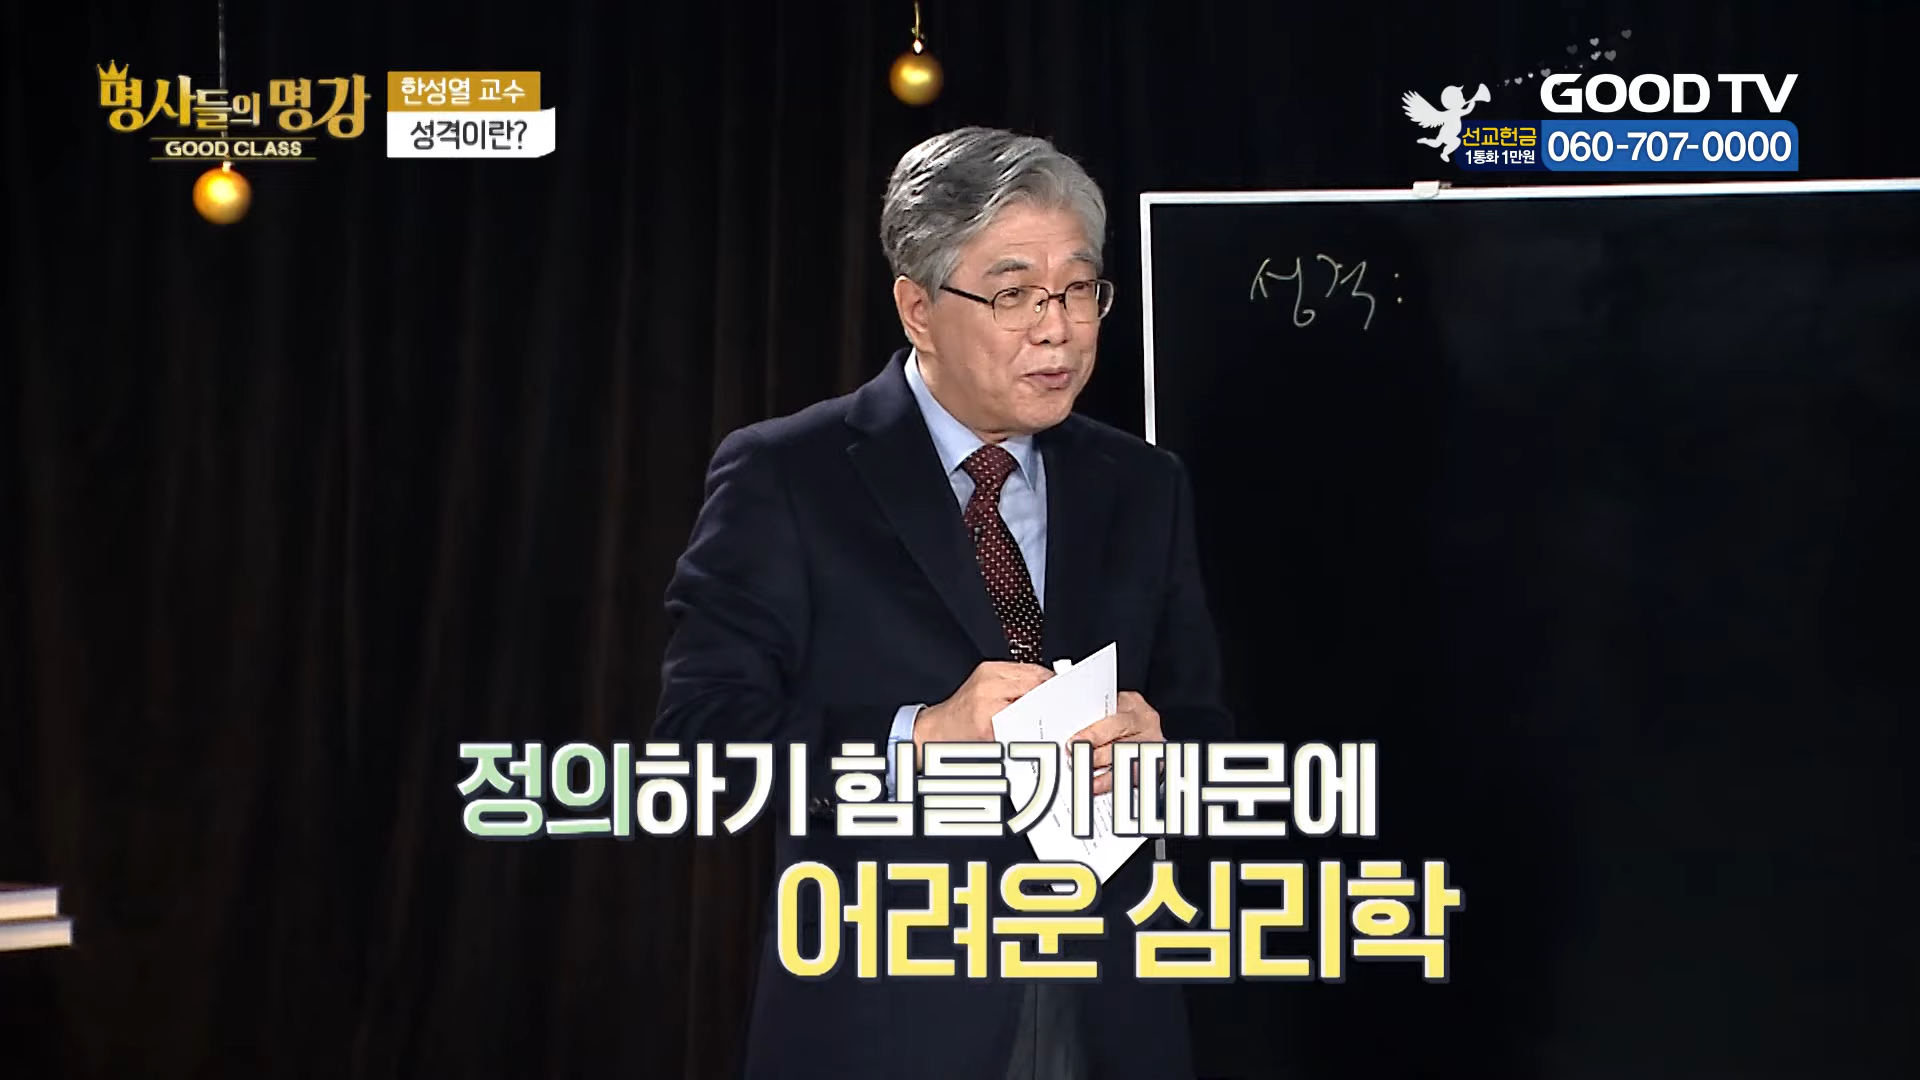 명사들의 명강
GOOD CLASS
한성열 교수
성격이란?
GOOD TV
선교헌금
1통화 1만원
060-707-0000
성격:
정의하기 힘들기 때문에
어려운 심리학